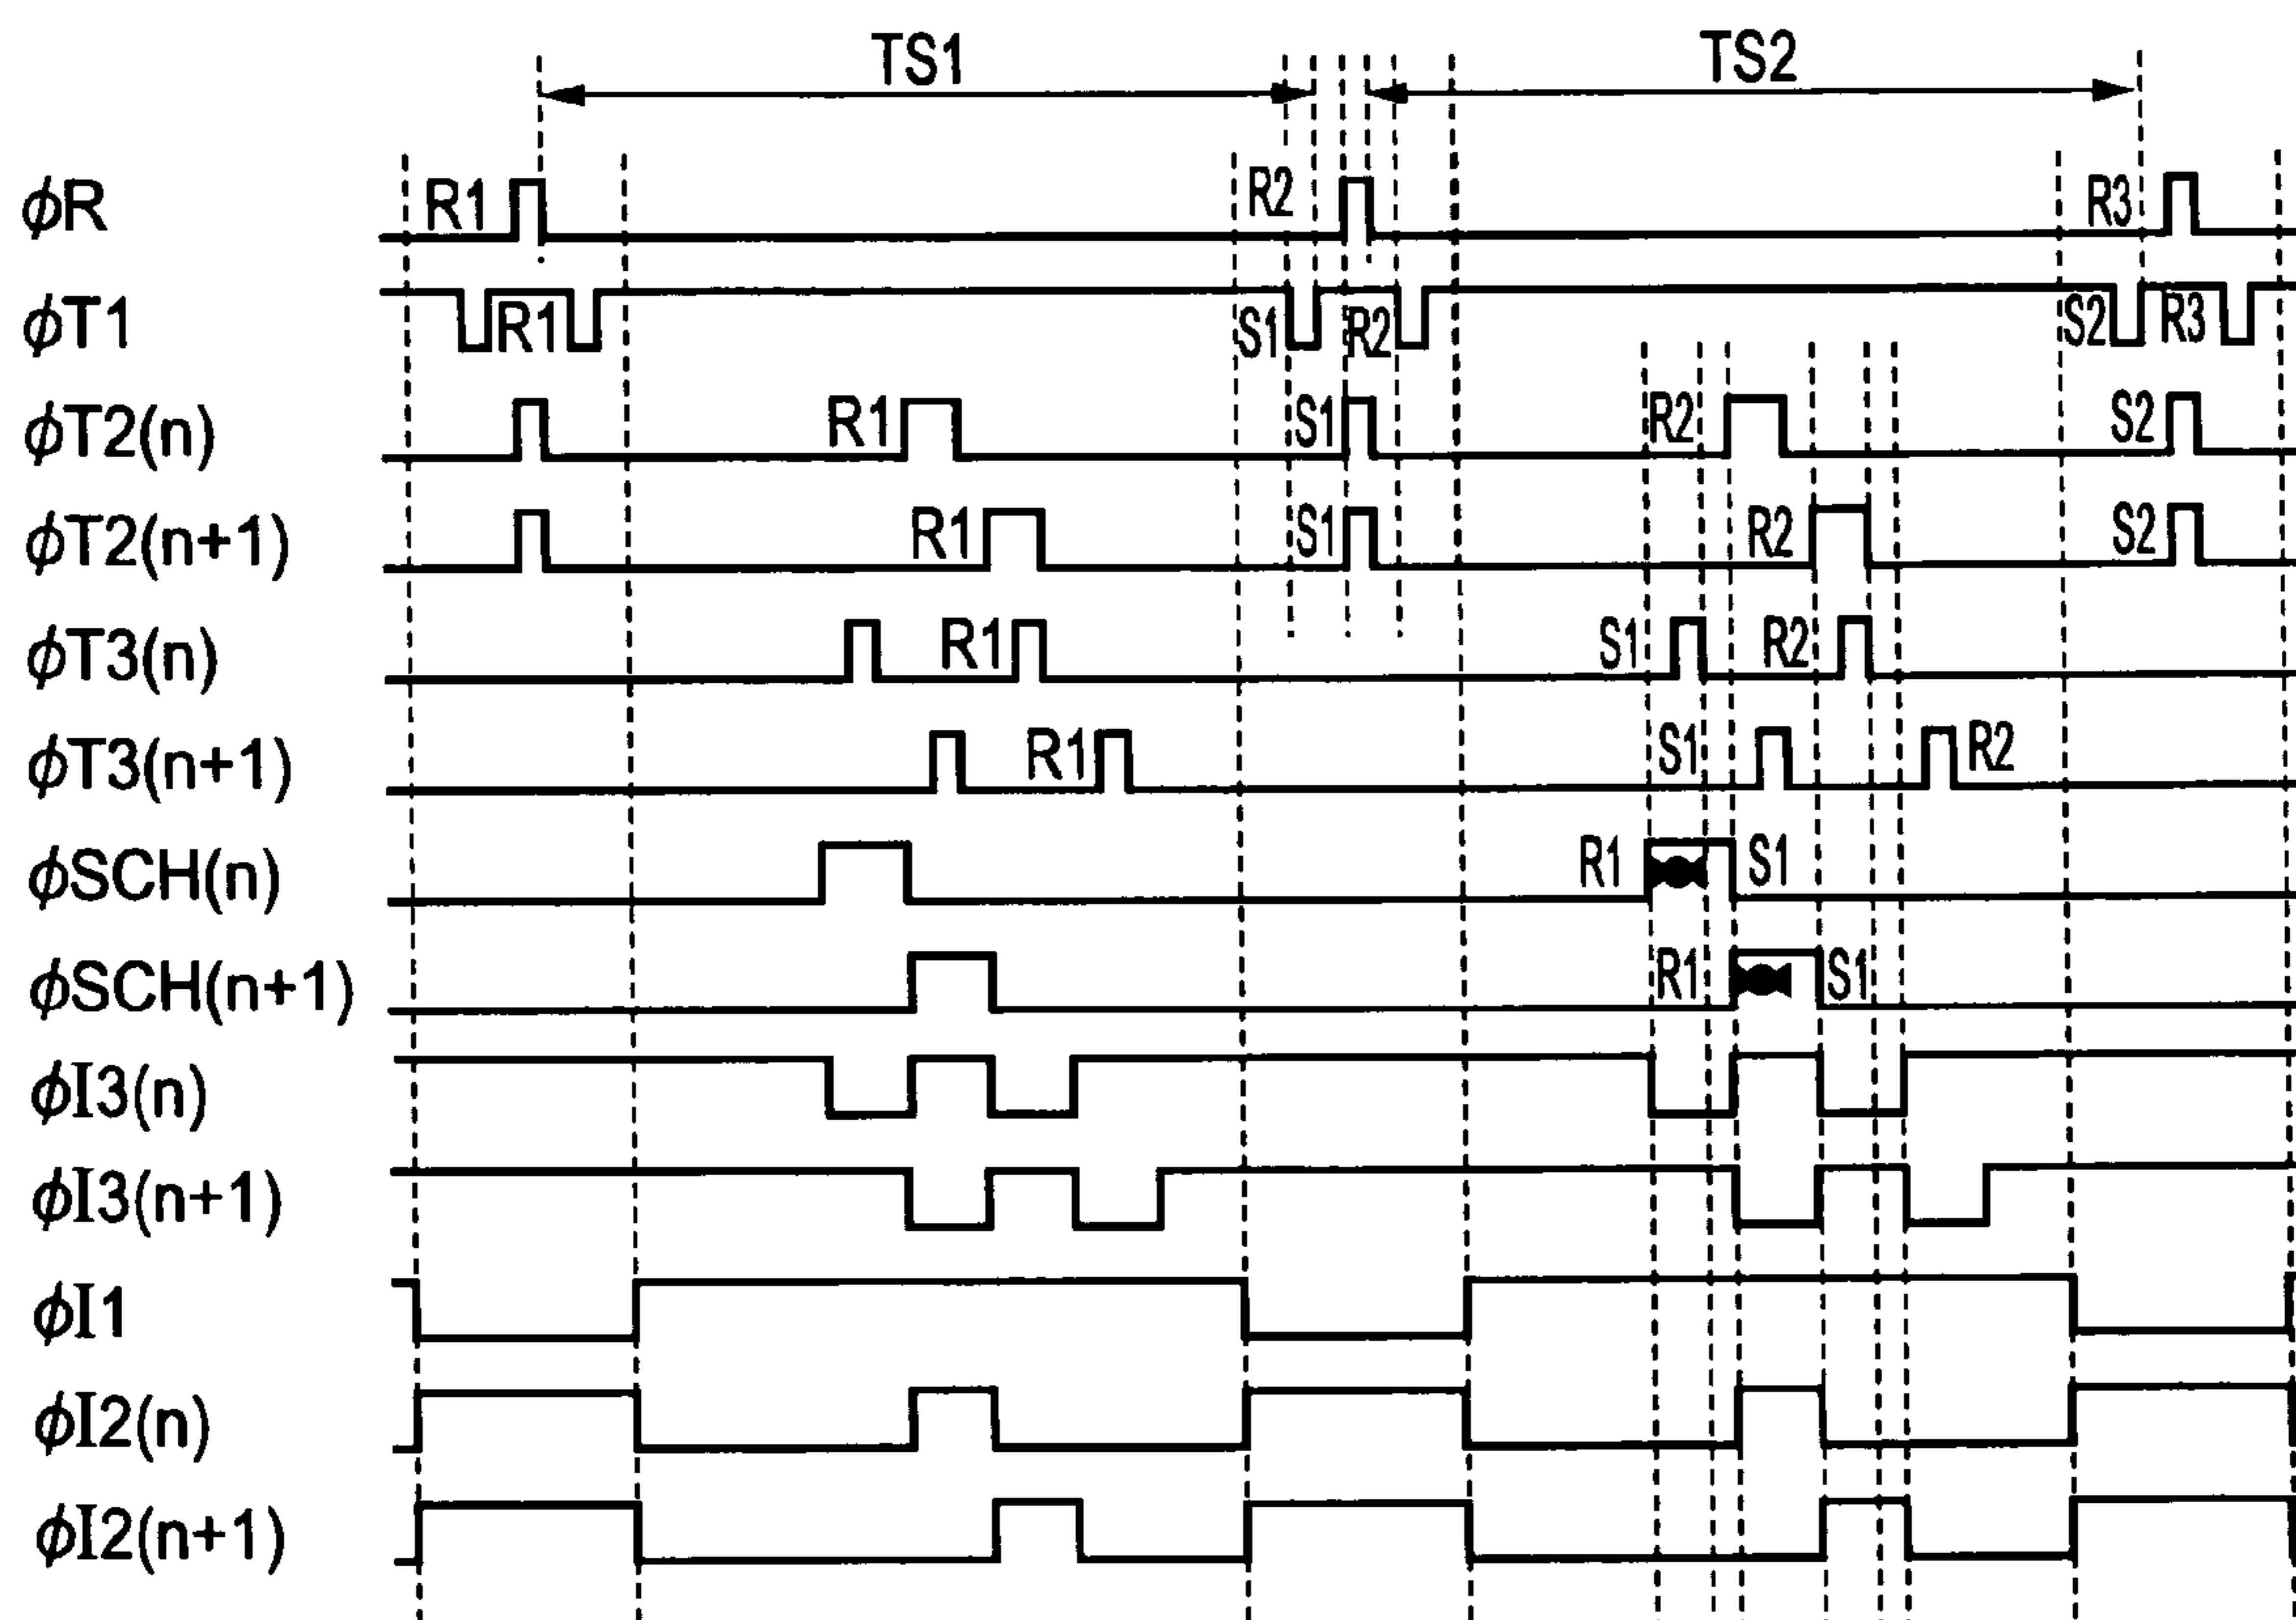 TS1 TS2
φR R1 R2 R3
φT1 R1 S1 R2 S2 R3
φT2(n) R1 S1 R2 S2
φT2(n+1) R1 S1 R2 S2
φT3(n) R1 S1 R2
φT3(n+1) R1 S1 R2
φSCH(n) R1 S1
φSCH(n+1) R1 S1
φI3(n)
φI3(n+1)
φI1
φI2(n)
φI2(n+1)